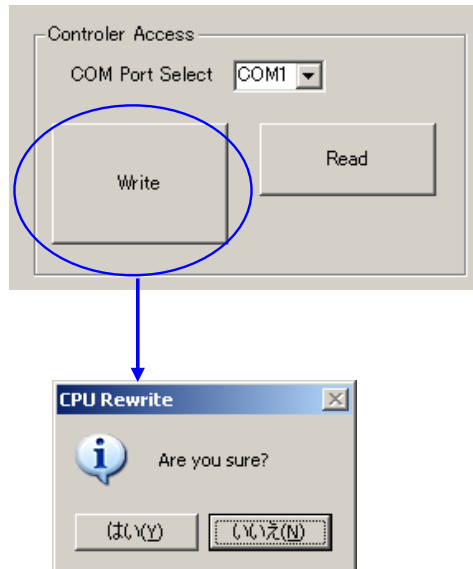 Controler Access
COM Port Select COM1
Write
Read
CPU Rewrite
Are you sure?
はい(Y) いいえ(N)